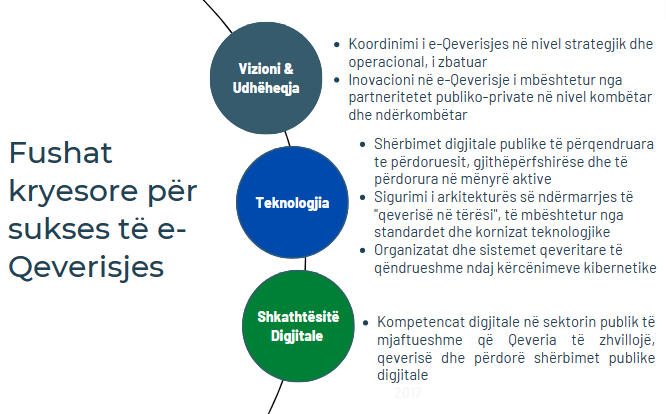 Fushat
kryesore për
sukses të e-
Qeverisjes
Vizioni &
Udhëheqja
• Koordinimi i e-Qeverisjes në nivel strategjik dhe
operacional, i zbatuar
• Inovacioni në e-Qeverisje i mbështetur nga
partneritetet publiko-private në nivel kombëtar
dhe ndërkombëtar
Teknologjia
• Shërbimet digjitale publike të përqendruara
te përdoruesit, gjithëpërfshirëse dhe të
përdorura në mënyrë aktive
• Sigurimi i arkitekturës së ndërmarrjes të
"qeverisë në tërësi", të mbështetur nga
standardet dhe kornizat teknologjike
• Organizatat dhe sistemet qeveritare të
qëndrueshme ndaj kërcënimeve kibernetike
Shkathtësitë
Digjitale
• Kompetencat digjitale në sektorin publik të
mjaftueshme që Qeveria të zhvillojë,
qeverisë dhe përdorë shërbimet publike
digjitale
2017